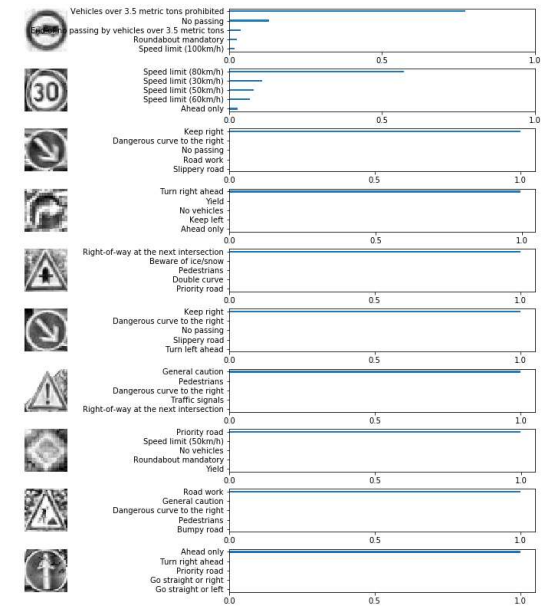 Vehicles over 3.5 metric tons prohibited
No passing
End of no passing by vehicles over 3.5 metric tons
Roundabout mandatory
Speed limit (100km/h)
0.0 0.5 1.0
30
Speed limit (80km/h)
Speed limit (30km/h)
Speed limit (50km/h)
Speed limit (60km/h)
Ahead only
0.0 0.2 0.4 0.6 0.8 1.0
Keep right
Dangerous curve to the right
No passing
Road work
Slippery road
0.0 0.5 1.0
Turn right ahead
Yield
No vehicles
Keep left
Ahead only
0.0 0.5 1.0
Right-of-way at the next intersection
Beware of ice/snow
Pedestrians
Double curve
Priority road
0.0 0.5 1.0
Keep right
Dangerous curve to the right
No passing
Slippery road
Turn left ahead
0.0 0.5 1.0
General caution
Pedestrians
Dangerous curve to the right
Traffic signals
Right-of-way at the next intersection
0.0 0.5 1.0
Priority road
Speed limit (50km/h)
No vehicles
Roundabout mandatory
Yield
0.0 0.5 1.0
Road work
General caution
Dangerous curve to the right
Pedestrians
Bumpy road
0.0 0.5 1.0
Ahead only
Turn right ahead
Priority road
Go straight or right
Go straight or left
0.0 0.5 1.0